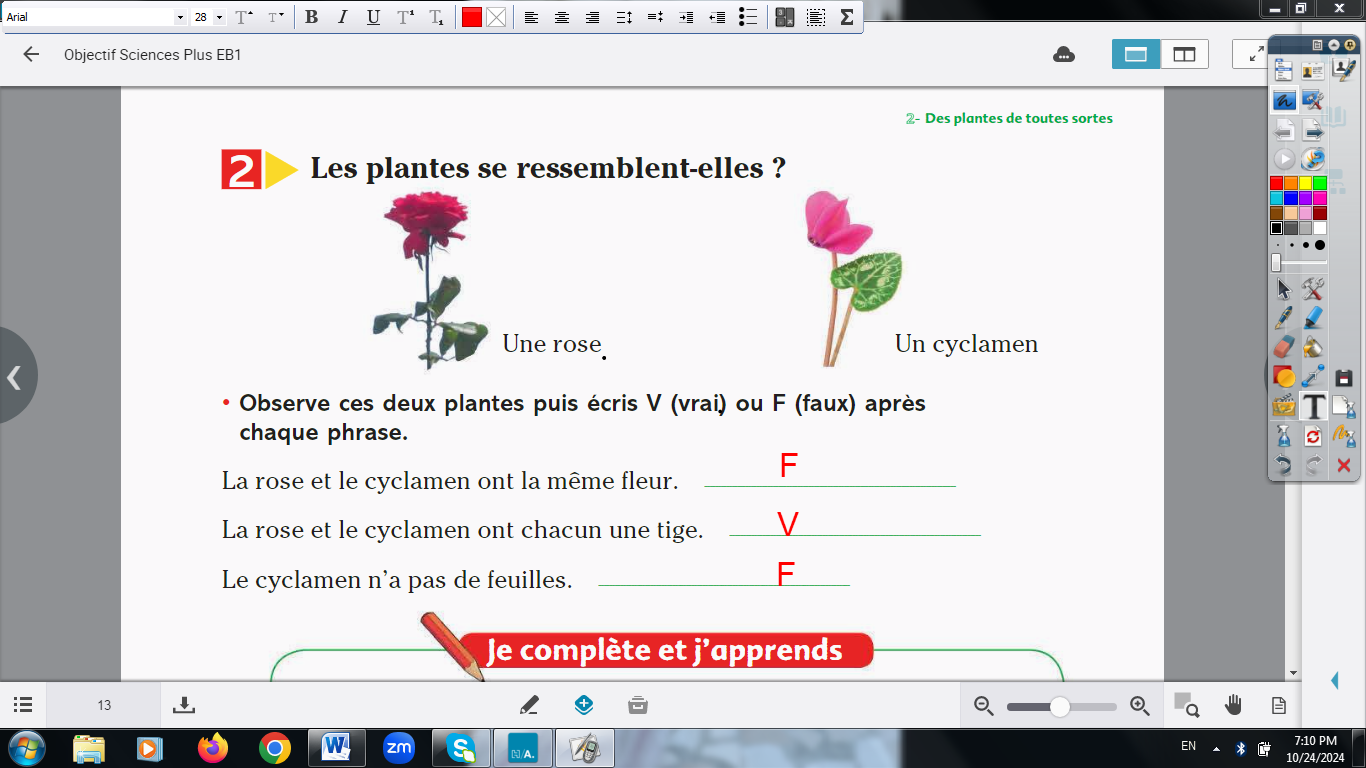 Arial 28 B I U T T Σ
Objectif Sciences Plus EB1
2- Des plantes de toutes sortes
2 Les plantes se ressemblent-elles ?
Une rose
Un cyclamen
• Observe ces deux plantes puis écris V (vrai) ou F (faux) après
chaque phrase.
La rose et le cyclamen ont la même fleur. F
La rose et le cyclamen ont chacun une tige. V
Le cyclamen n'a pas de feuilles. F
Je complète et j'apprends
13
EN 7:10 PM
10/24/2024